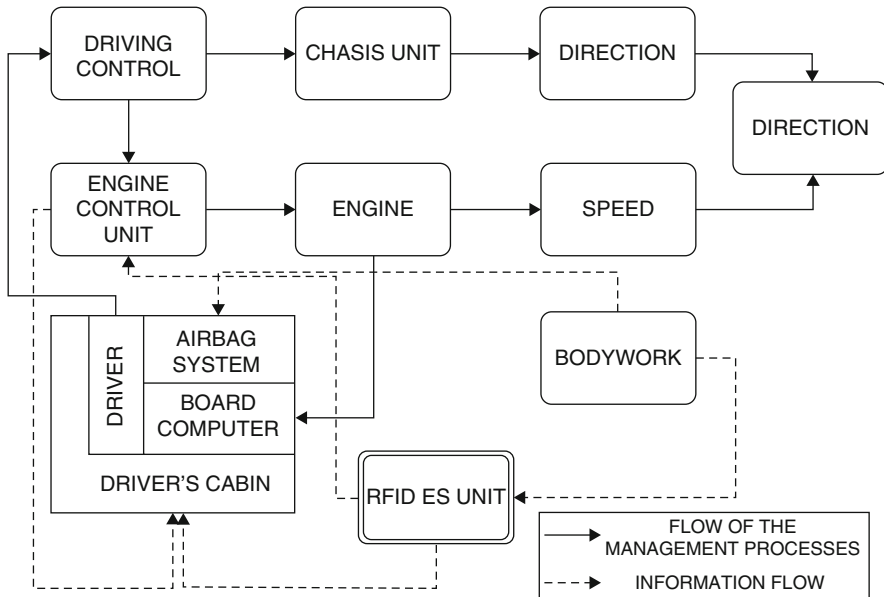 DRIVING
CONTROL
CHASIS UNIT
DIRECTION
DIRECTION
ENGINE
CONTROL
UNIT
ENGINE
SPEED
DRIVER
AIRBAG
SYSTEM
BOARD
COMPUTER
DRIVER'S CABIN
BODYWORK
RFID ES UNIT
FLOW OF THE
MANAGEMENT PROCESSES
INFORMATION FLOW